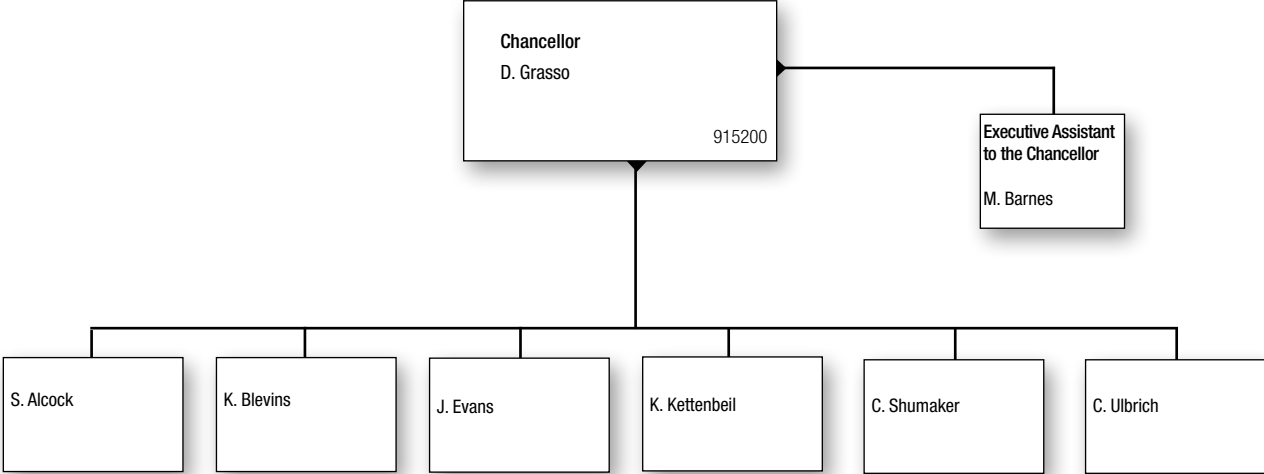 Chancellor
D. Grasso
915200
Executive Assistant
to the Chancellor
M. Barnes
S. Alcock
K. Blevins
J. Evans
K. Kettenbeil
C. Shumaker
C. Ulbrich